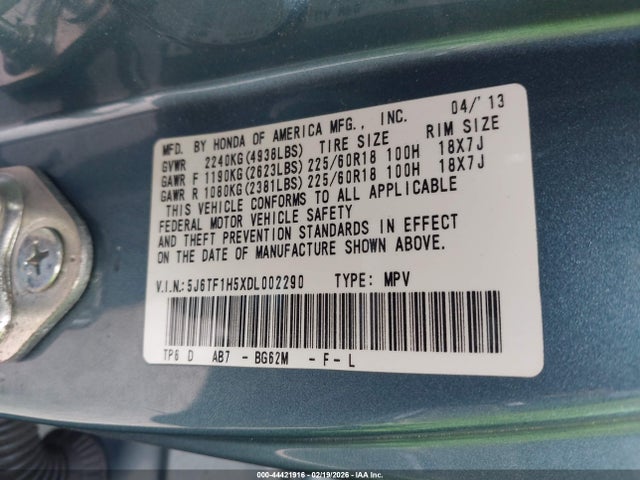 MFD. BY HONDA OF AMERICA MFG., INC. 04/'13
GVWR 2240KG(4938LBS) TIRE SIZE RIM SIZE
GAWR F 1190KG(2623LBS) 225/60R18 100H 18X7J
GAWR R 1080KG(2381LBS) 225/60R18 100H 18X7J
THIS VEHICLE CONFORMS TO ALL APPLICABLE
FEDERAL MOTOR VEHICLE SAFETY
AND THEFT PREVENTION STANDARDS IN EFFECT
ON THE DATE OF MANUFACTURE SHOWN ABOVE.
V.I.N.: 5J6TF1H5XDL002290 TYPE: MPV
TP6 D AB7 - BG62M - F - L
000-44421916 | 02/19/2026 - IAA Inc.